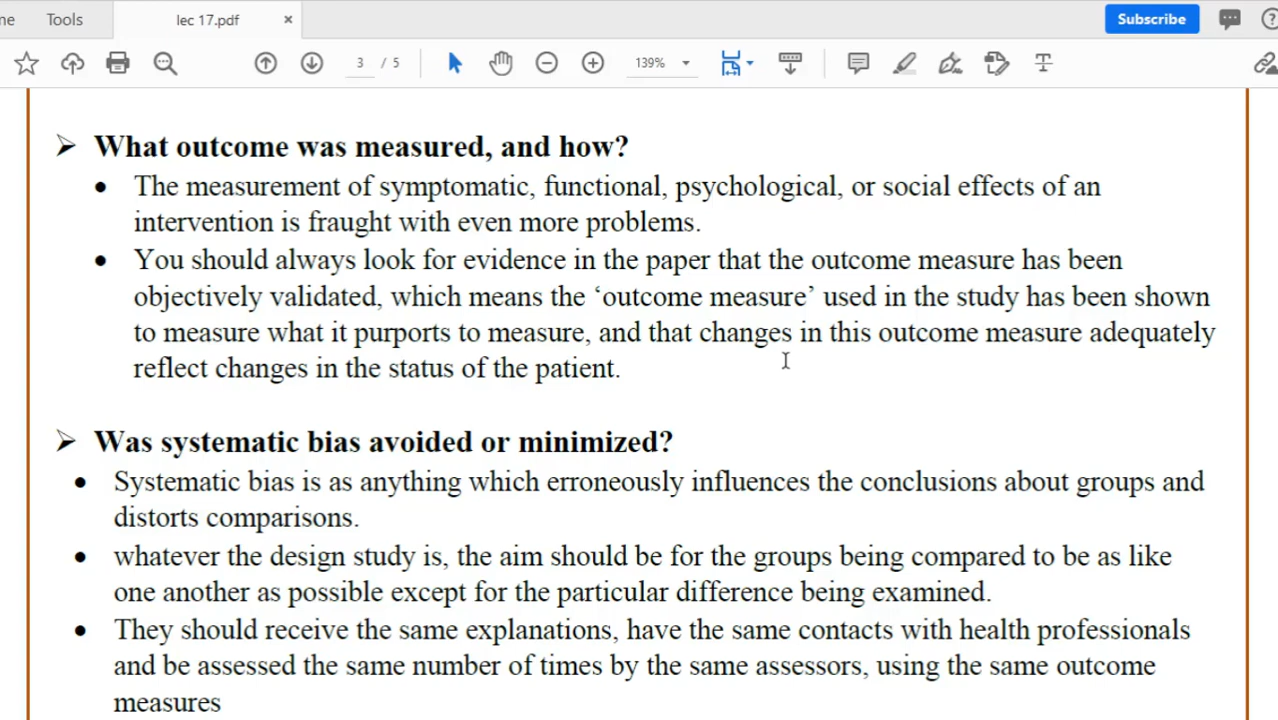 me Tools lec 17.pdf × Subscribe
3 / 5 139%
What outcome was measured, and how?
The measurement of symptomatic, functional, psychological, or social effects of an
intervention is fraught with even more problems.
You should always look for evidence in the paper that the outcome measure has been
objectively validated, which means the ‘outcome measure’ used in the study has been shown
to measure what it purports to measure, and that changes in this outcome measure adequately
reflect changes in the status of the patient.
Was systematic bias avoided or minimized?
Systematic bias is as anything which erroneously influences the conclusions about groups and
distorts comparisons.
whatever the design study is, the aim should be for the groups being compared to be as like
one another as possible except for the particular difference being examined.
They should receive the same explanations, have the same contacts with health professionals
and be assessed the same number of times by the same assessors, using the same outcome
measures